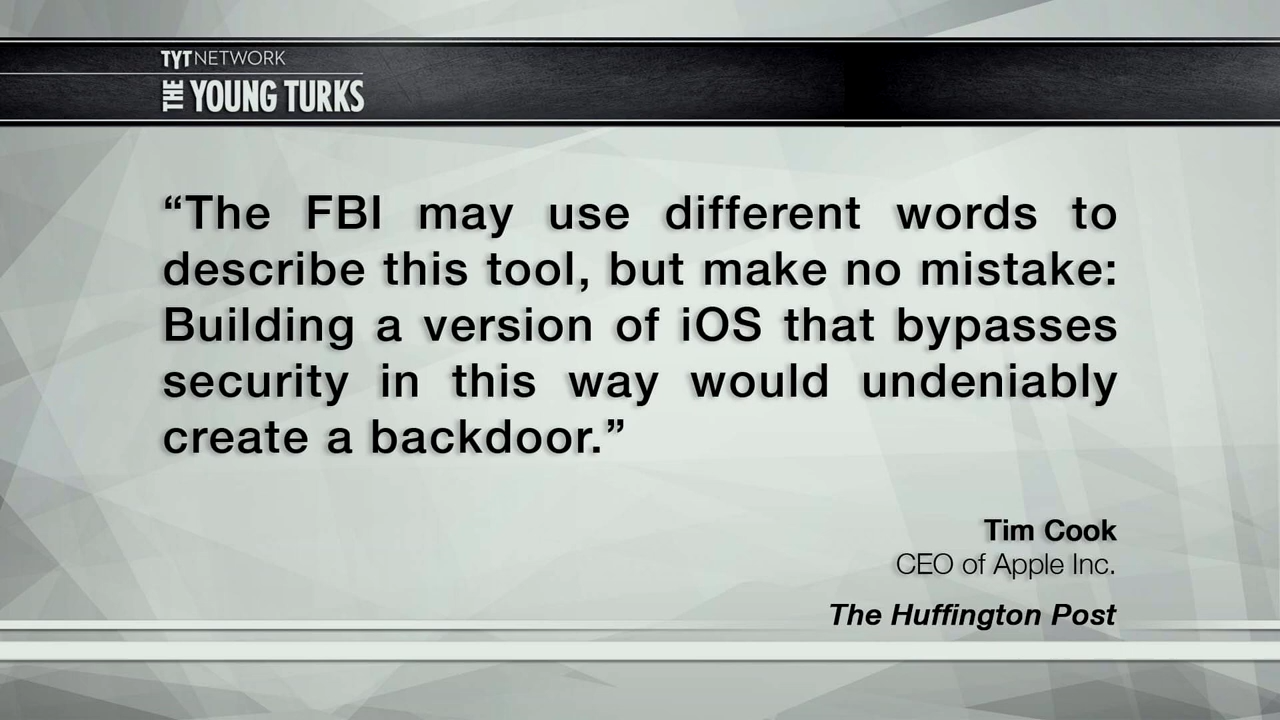 TYT NETWORK
THE YOUNG TURKS
“The FBI may use different words to
describe this tool, but make no mistake:
Building a version of iOS that bypasses
security in this way would undeniably
create a backdoor.”
Tim Cook
CEO of Apple Inc.
The Huffington Post